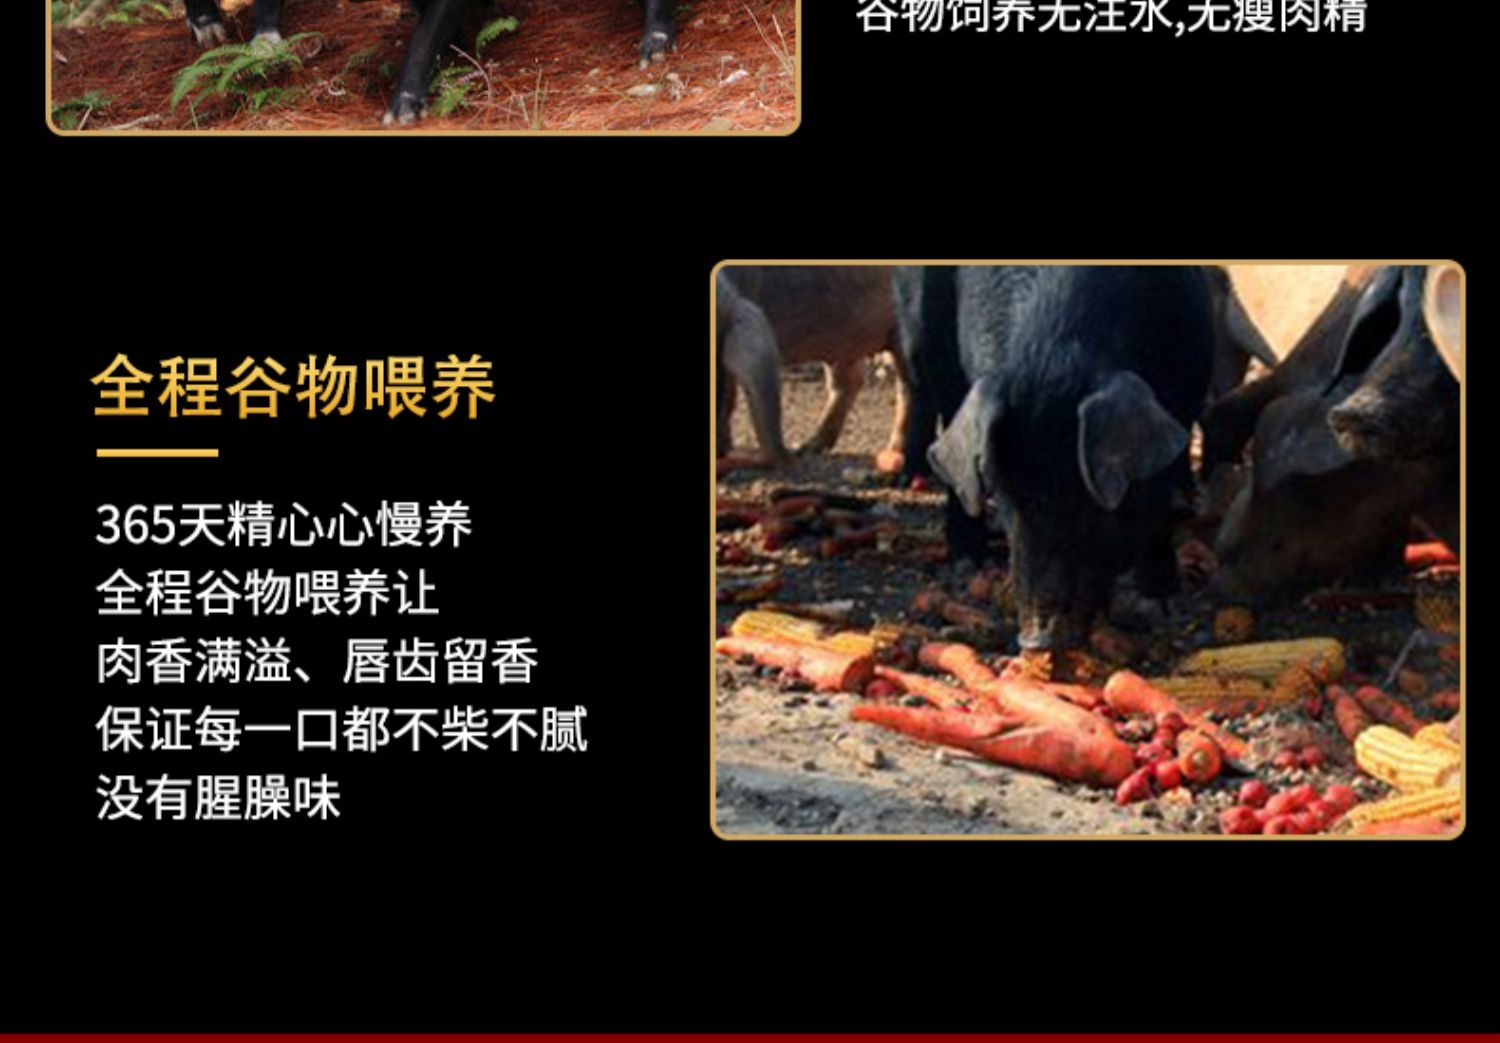 谷物饲养无注水,无瘦肉精
全程谷物喂养
365天精心心慢养
全程谷物喂养让
肉香满溢、唇齿留香
保证每一口都不柴不腻
没有腥臊味